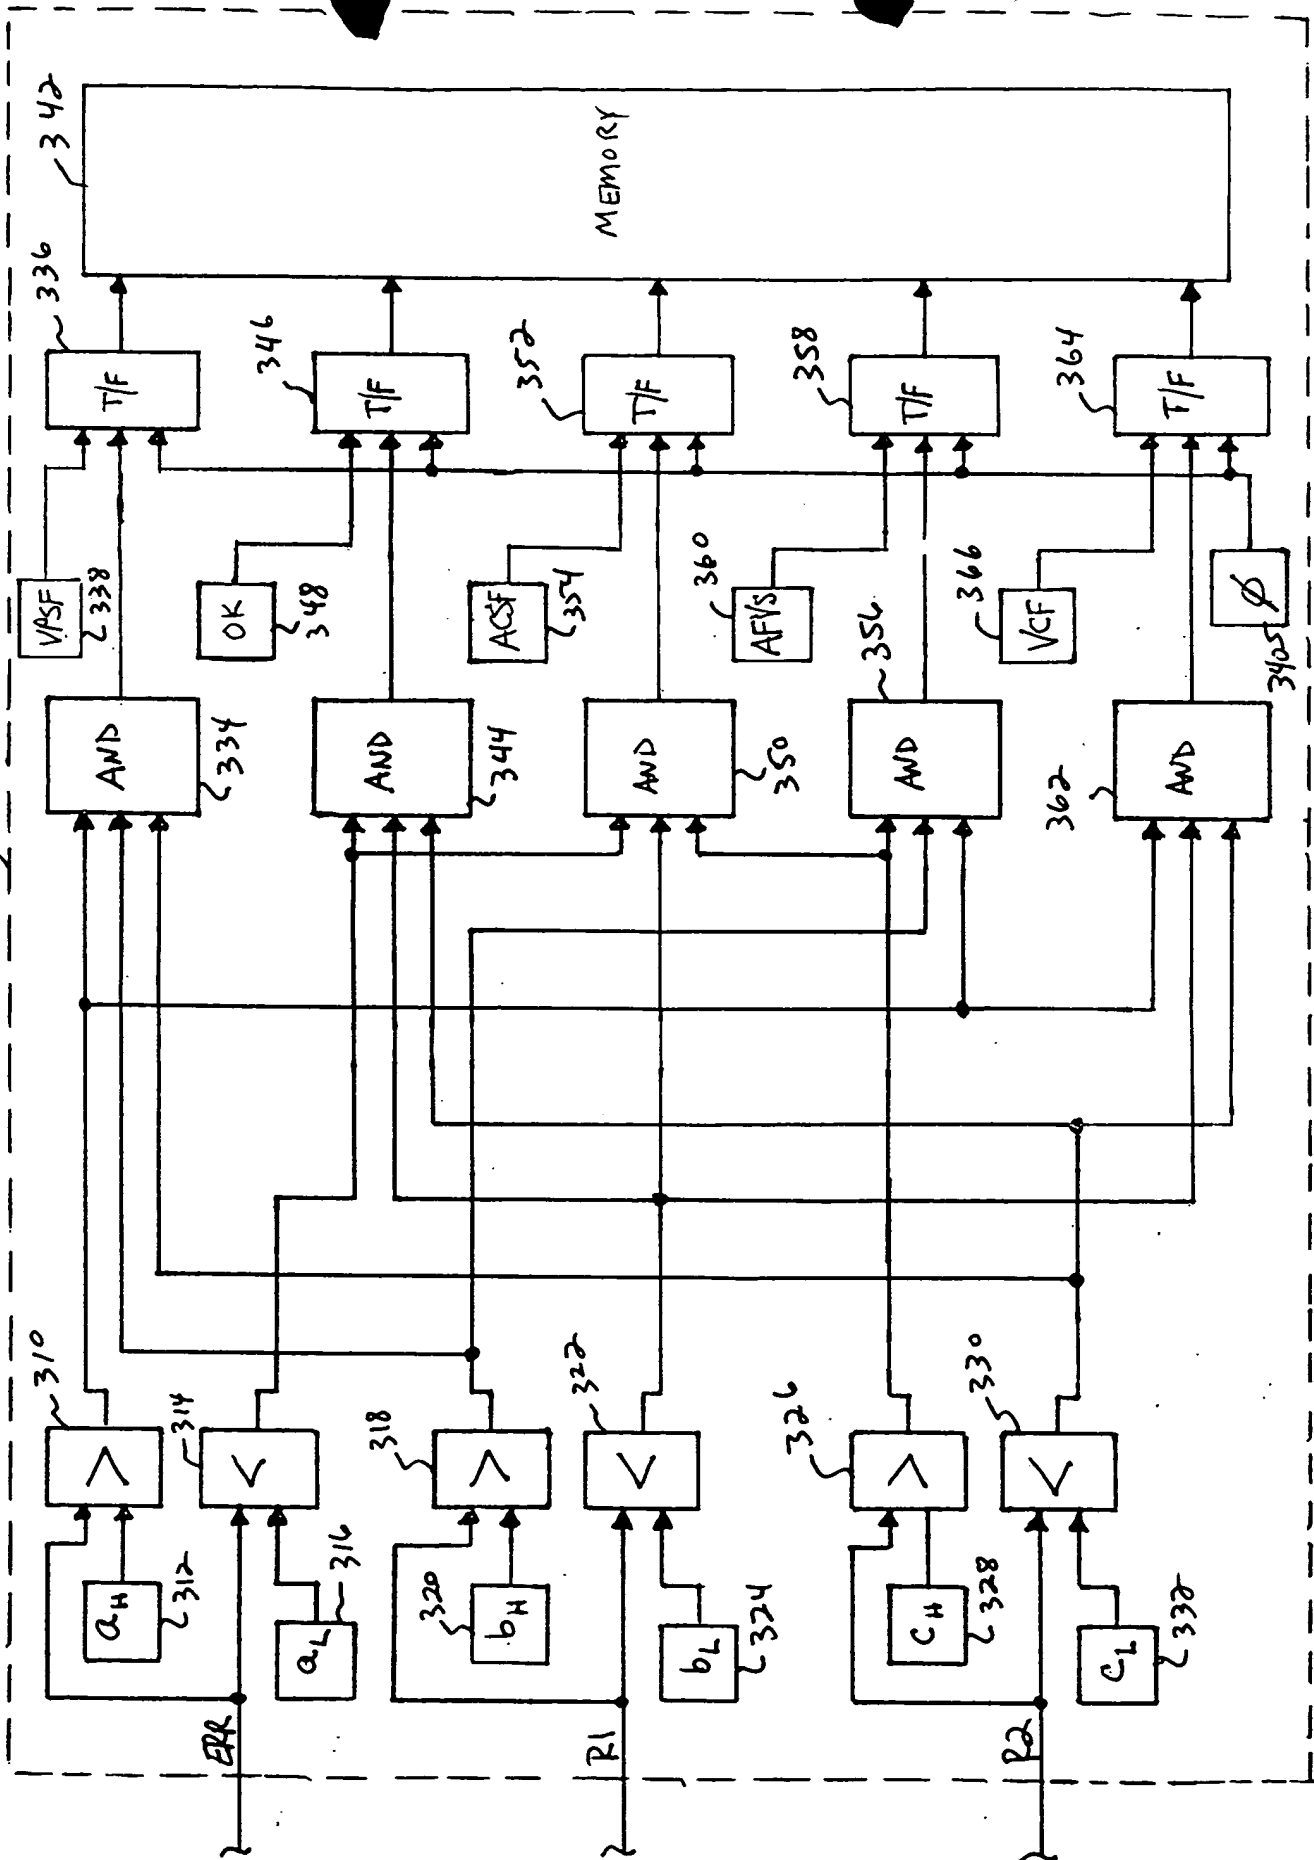 342
MEMORY
336
346
352
358
364
T/F
T/F
T/F
T/F
T/F
VPSF
338
OK
348
ACSF
354
AFVS
360
VCF
366
Ø
340
AND
334
AND
344
AND
350
AND
356
AND
362
310
>
314
<
318
>
322
<
326
>
330
<
aH
312
aL
316
bH
320
bL
324
cH
328
cL
332
ERR
R1
R2